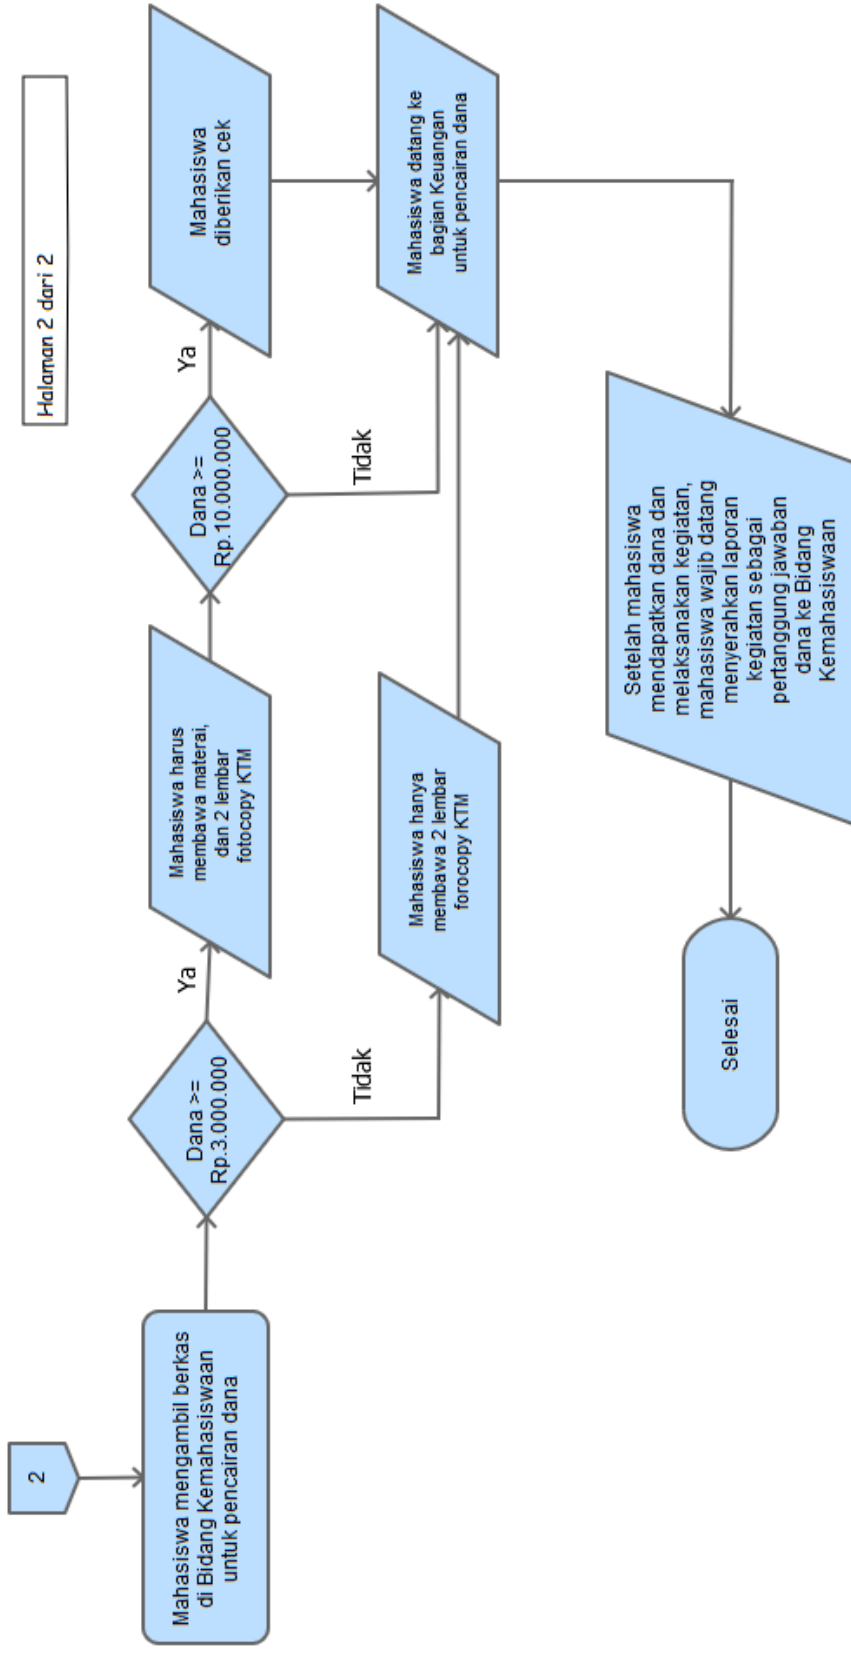 Halaman 2 dari 2
2
Mahasiswa mengambil berkas
di Bidang Kemahasiswaan
untuk pencairan dana
Dana >=
Rp.3.000.000
Ya
Tidak
Mahasiswa harus
membawa materai,
dan 2 lembar
fotocopy KTM
Mahasiswa hanya
membawa 2 lembar
forocopy KTM
Dana >=
Rp.10.000.000
Ya
Tidak
Mahasiswa
diberikan cek
Mahasiswa datang ke
bagian Keuangan
untuk pencairan dana
Setelah mahasiswa
mendapatkan dana dan
melaksanakan kegiatan,
mahasiswa wajib datang
menyerahkan laporan
kegiatan sebagai
pertanggung jawaban
dana ke Bidang
Kemahasiswaan
Selesai